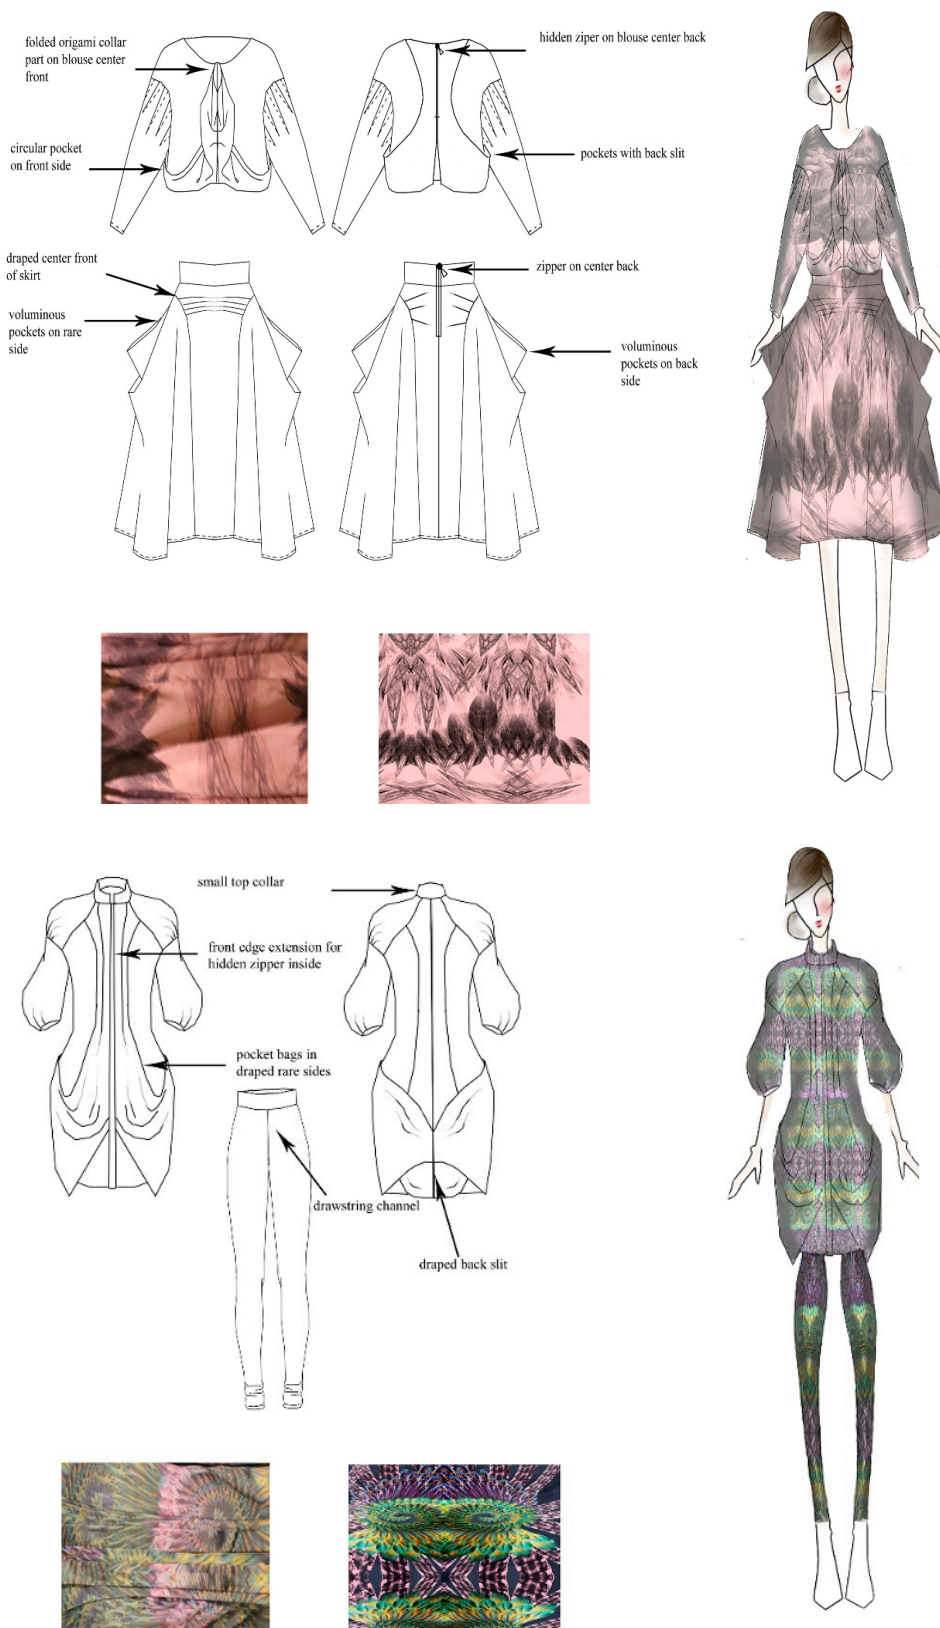 folded origami collar
part on blouse center
front
hidden ziper on blouse center
back
circular pocket
on front side
pockets with back slit
draped center front
of skirt
zipper on center back
voluminous
pockets on rare
side
voluminous
pockets on back
side
small top collar
front edge extension for
hidden zipper inside
pocket bags in
draped rare sides
drawstring channel
draped back slit